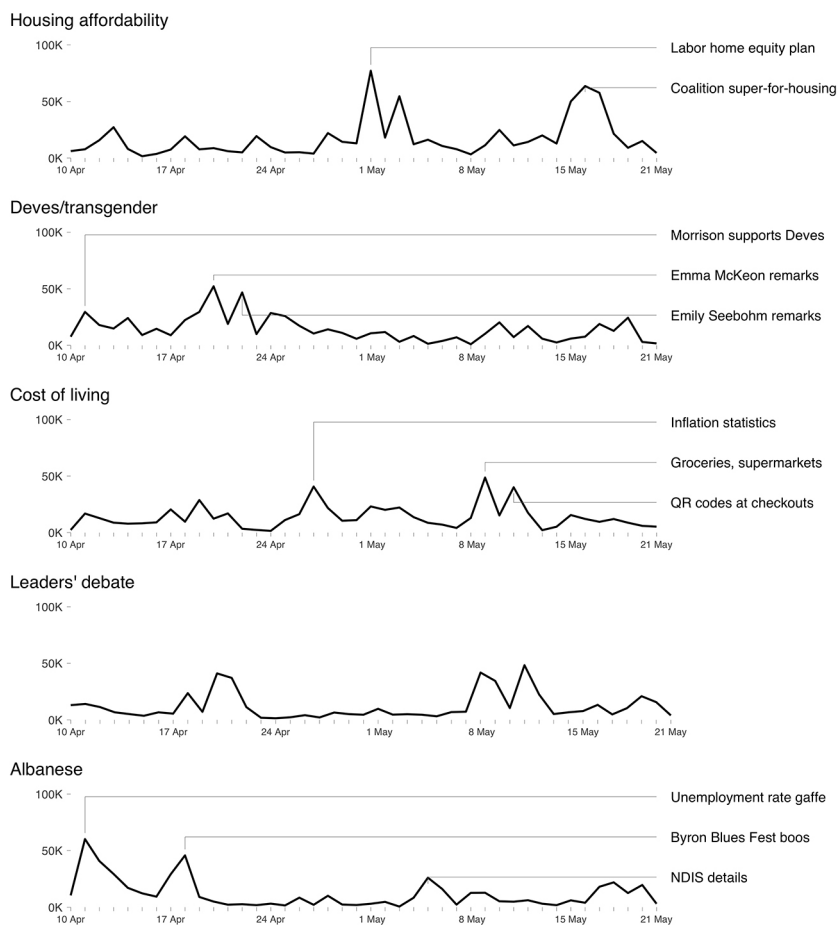 Housing affordability
100K
Labor home equity plan
Coalition super-for-housing
50K
0K
10 Apr 17 Apr 24 Apr 1 May 8 May 15 May 21 May
Deves/transgender
100K
Morrison supports Deves
Emma McKeon remarks
50K
Emily Seebohm remarks
0K
10 Apr 17 Apr 24 Apr 1 May 8 May 15 May 21 May
Cost of living
100K
Inflation statistics
Groceries, supermarkets
50K
QR codes at checkouts
0K
10 Apr 17 Apr 24 Apr 1 May 8 May 15 May 21 May
Leaders' debate
100K
50K
0K
10 Apr 17 Apr 24 Apr 1 May 8 May 15 May 21 May
Albanese
100K
Unemployment rate gaffe
Byron Blues Fest boos
50K
NDIS details
0K
10 Apr 17 Apr 24 Apr 1 May 8 May 15 May 21 May